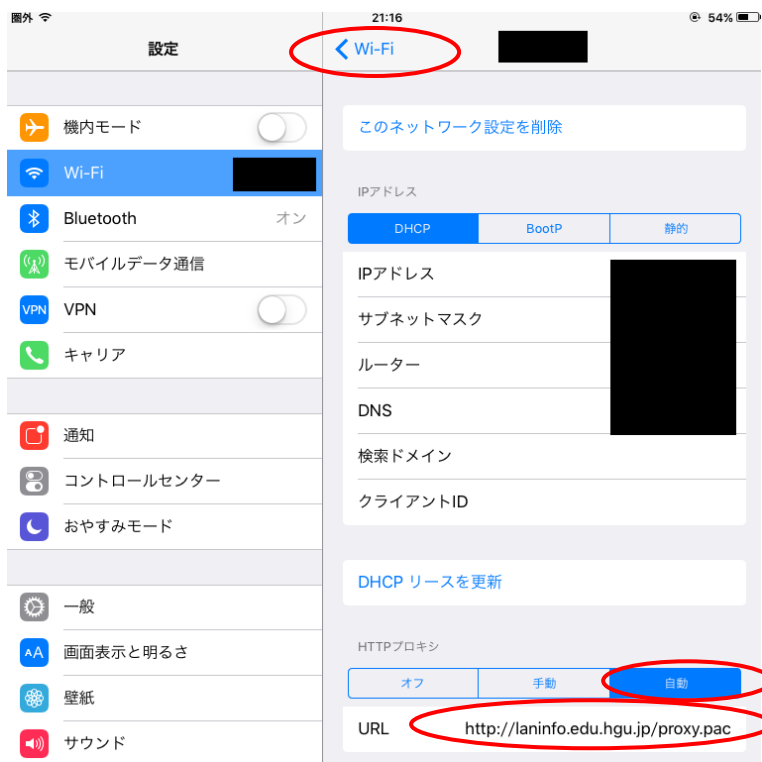 圏外 21:16 54%
設定
Wi-Fi
機内モード
Wi-Fi
Bluetooth オン
モバイルデータ通信
VPN VPN
キャリア
通知
コントロールセンター
おやすみモード
一般
AA 画面表示と明るさ
壁紙
サウンド
このネットワーク設定を削除
IPアドレス
DHCP BootP 静的
IPアドレス
サブネットマスク
ルーター
DNS
検索ドメイン
クライアントID
DHCP リースを更新
HTTPプロキシ
オフ 手動 自動
URL http://laninfo.edu.hgu.jp/proxy.pac